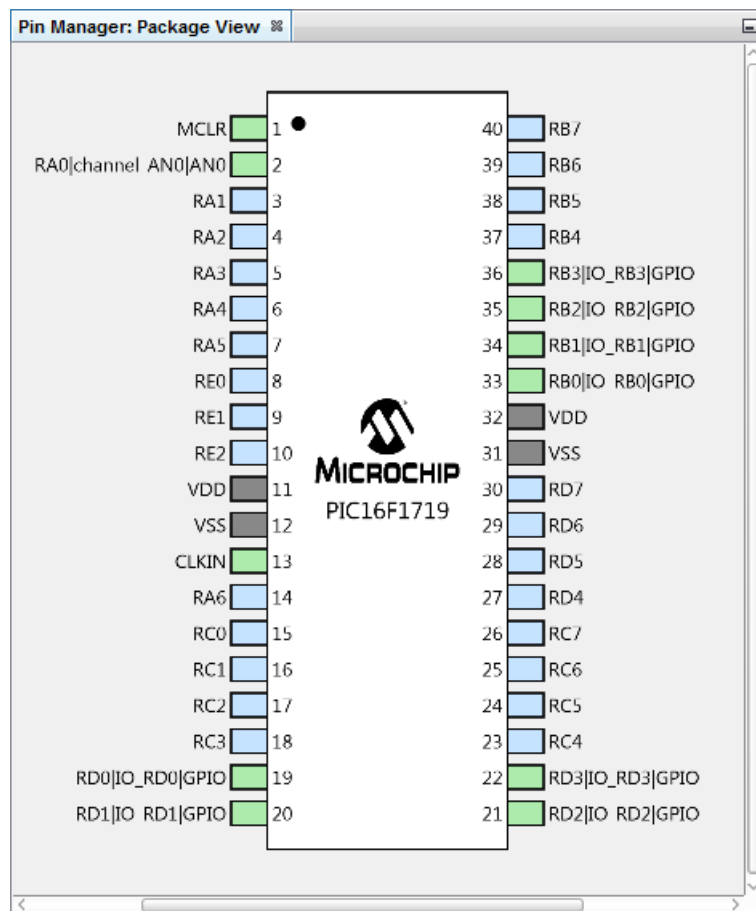 Pin Manager: Package View
MCLR 1 40 RB7
RA0|channel AN0|AN0 2 39 RB6
RA1 3 38 RB5
RA2 4 37 RB4
RA3 5 36 RB3|IO_RB3|GPIO
RA4 6 35 RB2|IO RB2|GPIO
RA5 7 34 RB1|IO_RB1|GPIO
RE0 8 33 RB0|IO RB0|GPIO
RE1 9 32 VDD
RE2 10 31 VSS
MICROCHIP
VDD 11 30 RD7
PIC16F1719
VSS 12 29 RD6
CLKIN 13 28 RD5
RA6 14 27 RD4
RC0 15 26 RC7
RC1 16 25 RC6
RC2 17 24 RC5
RC3 18 23 RC4
RD0|IO_RD0|GPIO 19 22 RD3|IO_RD3|GPIO
RD1|IO RD1|GPIO 20 21 RD2|IO RD2|GPIO